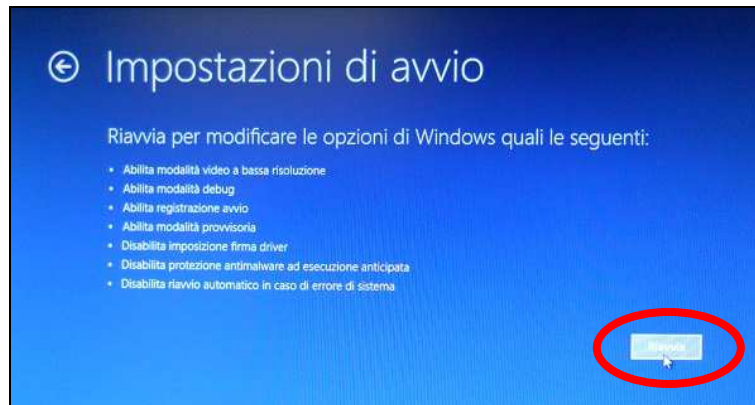 Impostazioni di avvio
Riavvia per modificare le opzioni di Windows quali le seguenti:
• Abilita modalità video a bassa risoluzione
• Abilita modalità debug
• Abilita registrazione avvio
• Abilita modalità provvisoria
• Disabilita imposizione firma driver
• Disabilita protezione antimalware ad esecuzione anticipata
• Disabilita riavvio automatico in caso di errore di sistema
Riavvia